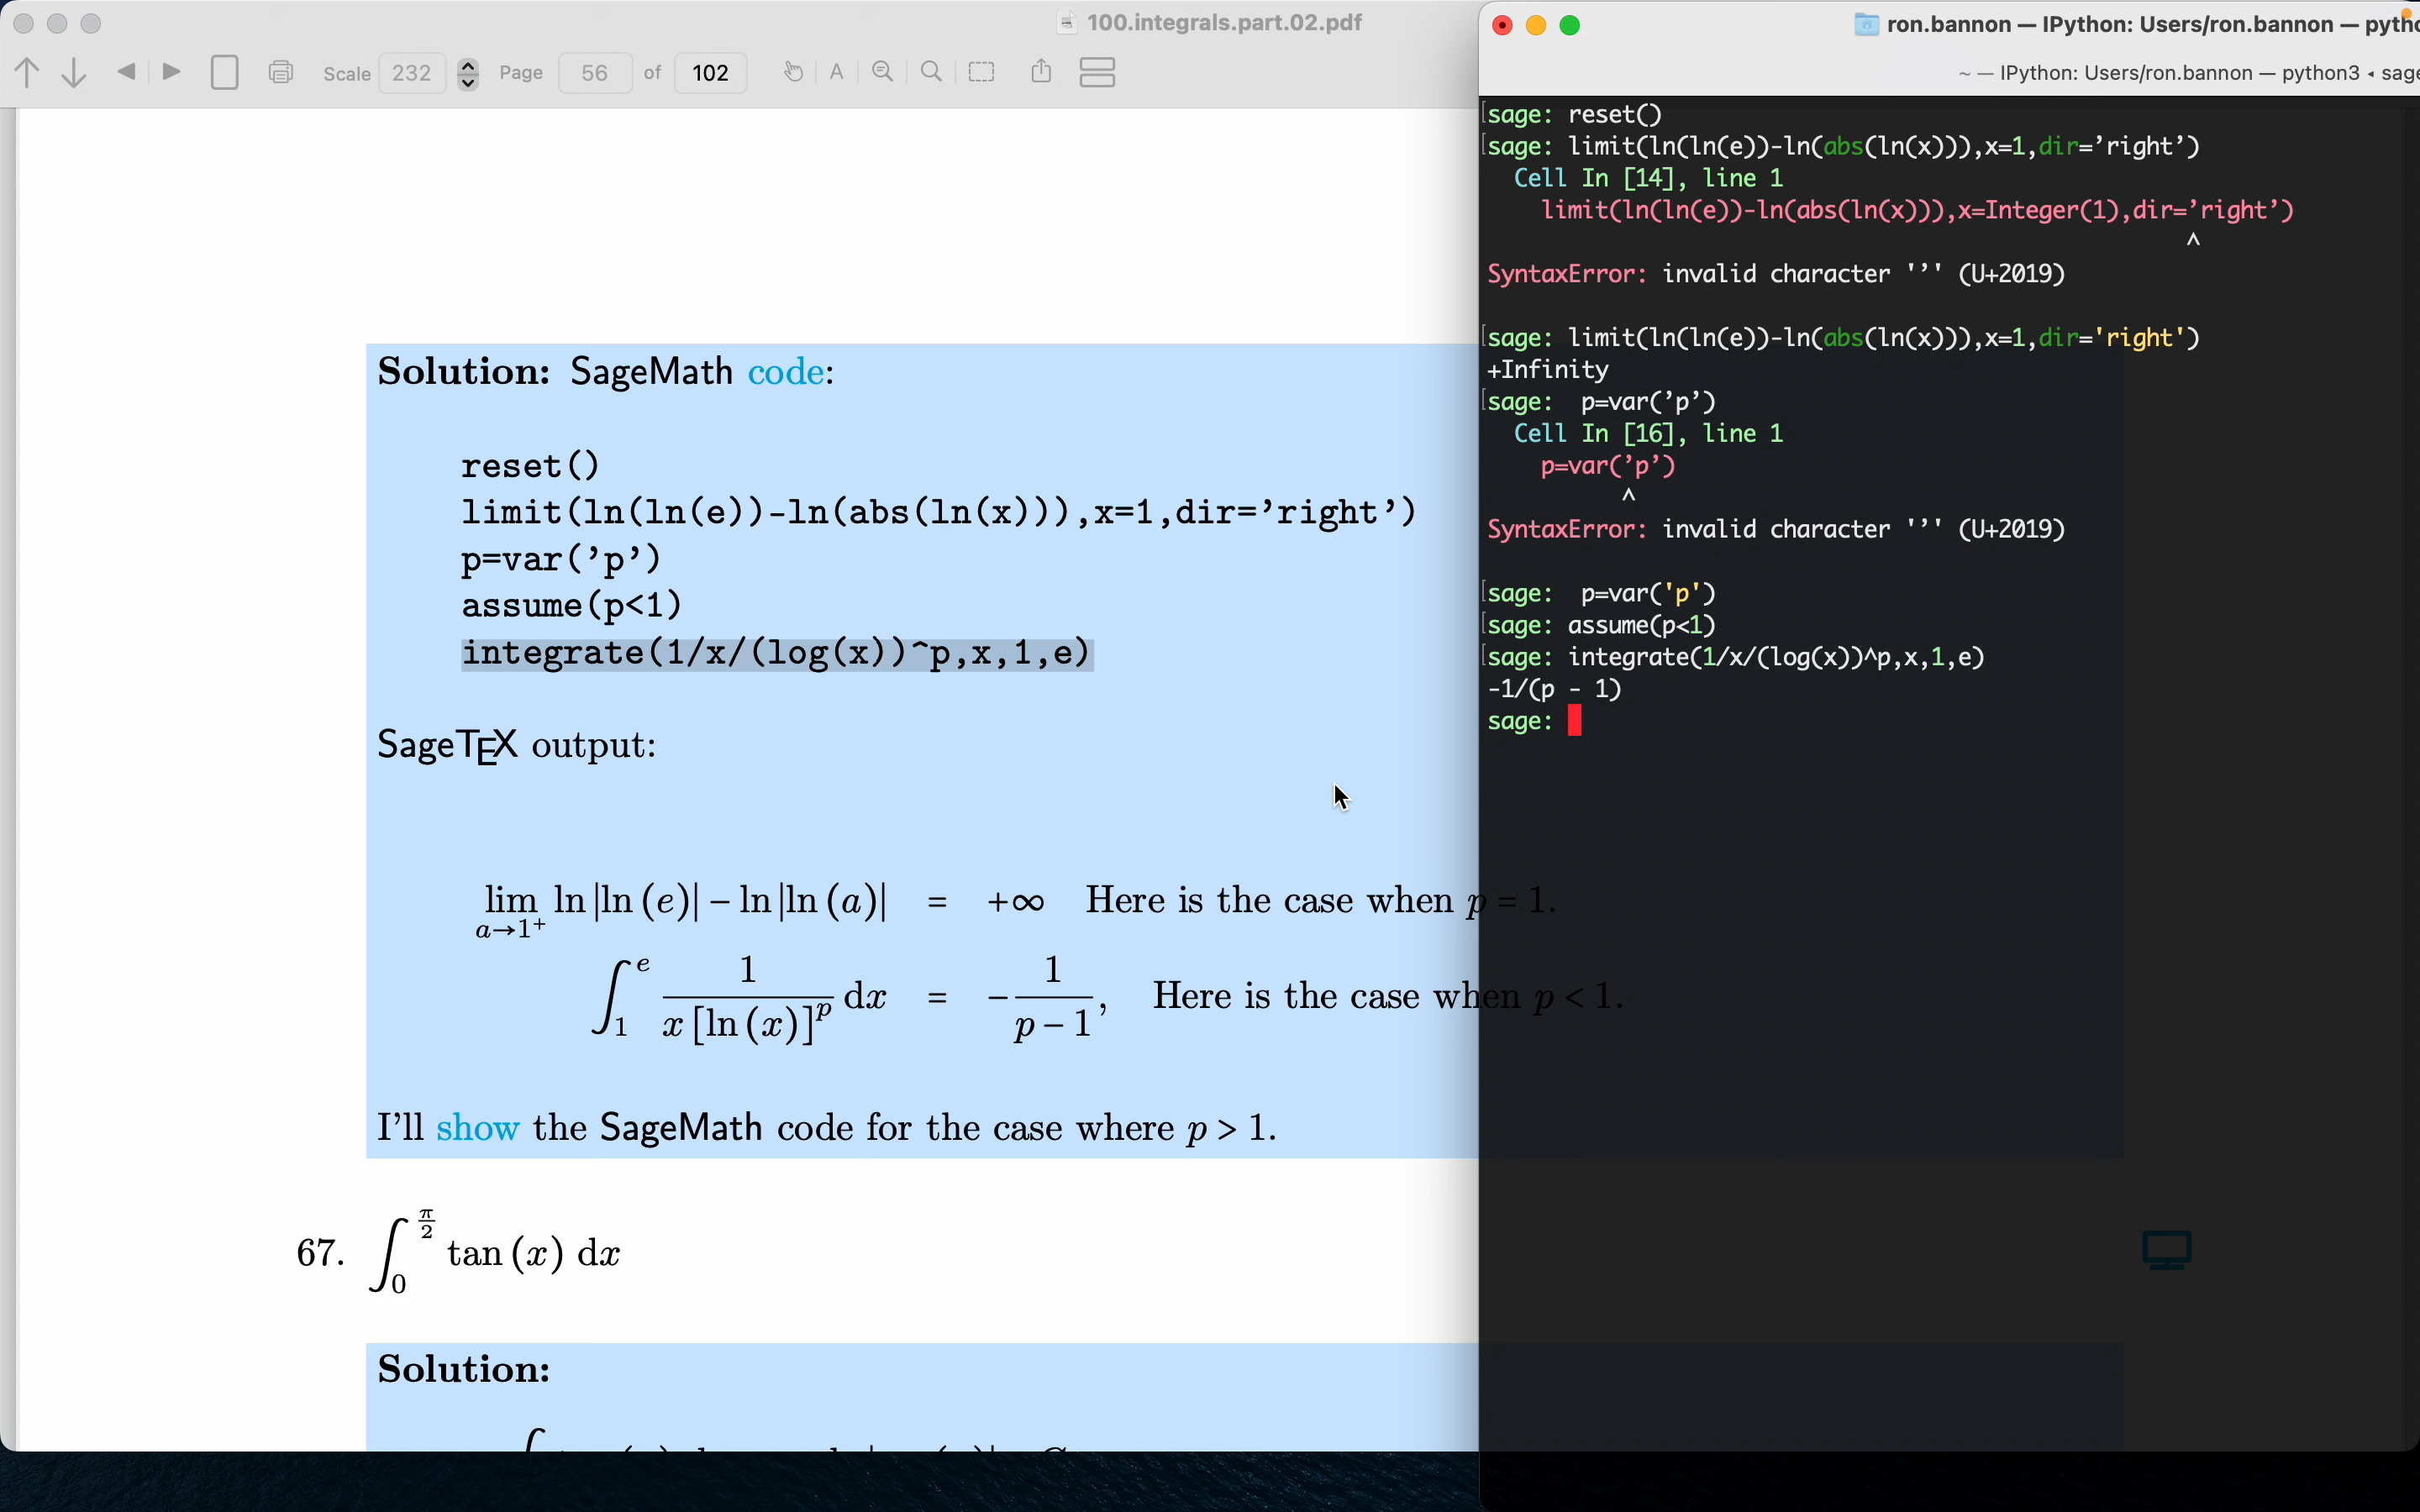 100.integrals.part.02.pdf
Scale 232 Page 56 of 102
Solution: SageMath code:
reset()
limit(ln(ln(e))-ln(abs(ln(x))),x=1,dir=’right’)
p=var(’p’)
assume(p<1)
integrate(1/x/(log(x))^p,x,1,e)
SageTEX output:
lim a→1⁺ ln |ln (e)| − ln |ln (a)| = +∞ Here is the case when p = 1.
∫₁ᵉ 1 / x [ln (x)]ᵖ dx = − 1 / p − 1 , Here is the case when p < 1.
I’ll show the SageMath code for the case where p > 1.
67. ∫₀^(π/2) tan (x) dx
Solution:
ron.bannon — IPython: Users/ron.bannon —
~ — IPython: Users/ron.bannon — python3 ◂
sage: reset()
sage: limit(ln(ln(e))-ln(abs(ln(x))),x=1,dir=’right’)
Cell In [14], line 1
limit(ln(ln(e))-ln(abs(ln(x))),x=Integer(1),dir=’right’)
^
SyntaxError: invalid character '’' (U+2019)
sage: limit(ln(ln(e))-ln(abs(ln(x))),x=1,dir='right')
+Infinity
sage: p=var(’p’)
Cell In [16], line 1
p=var(’p’)
^
SyntaxError: invalid character '’' (U+2019)
sage: p=var('p')
sage: assume(p<1)
sage: integrate(1/x/(log(x))^p,x,1,e)
-1/(p - 1)
sage: